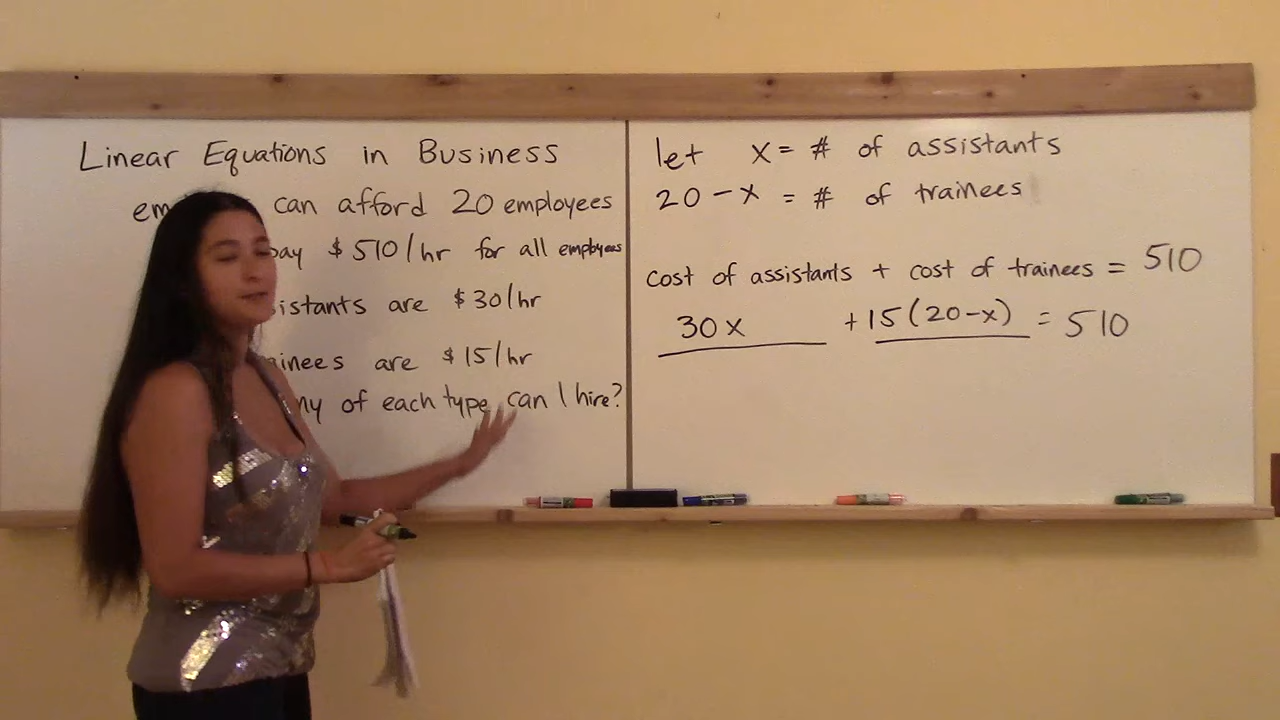 Linear Equations in Business
can afford 20 employees
$510/hr for all employees
are $30/hr
are $15/hr
of each type can I hire?
let x = # of assistants
20 - x = # of trainees
cost of assistants + cost of trainees = 510
30x + 15(20-x) = 510